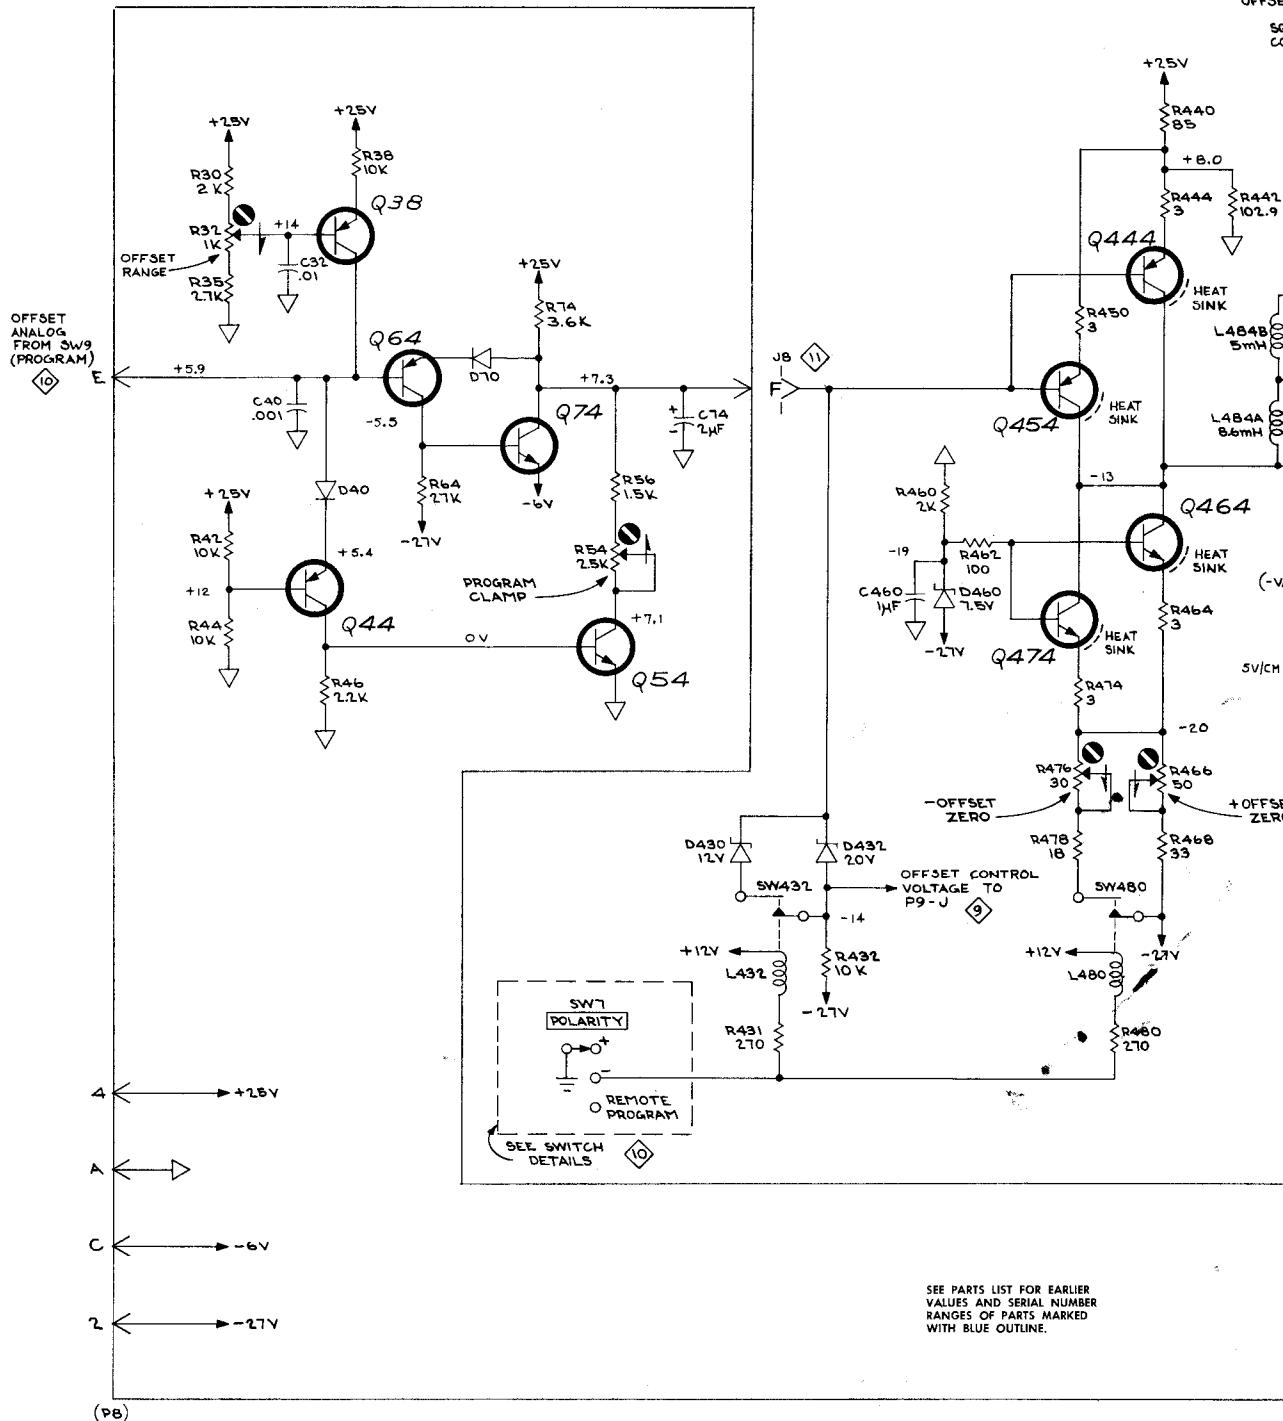 OFFSE
SQ
CO
+25V
R440
85
+8.0
R444
3
R442
102.9
Q444
HEAT
SINK
+25V
R30
2K
R32
1K
OFFSET
RANGE
R35
2.7K
+14
C32
.01
+25V
R38
10K
Q38
OFFSET
ANALOG
FROM SW9
(PROGRAM)
10
E
+5.9
C40
.001
Q64
-5.5
D70
+25V
R74
3.6K
+7.3
Q74
-6V
R64
27K
-27V
C74
+
-
2μF
R56
1.5K
R54
2.5K
PROGRAM
CLAMP
+7.1
Q54
D40
+5.4
+25V
R42
10K
+12
R44
10K
Q44
R46
2.2K
0V
J8
11
F
R450
3
Q454
HEAT
SINK
L484B
5mH
L484A
8.6mH
-13
R460
2K
R462
100
-19
C460
1μF
D460
7.5V
-27V
Q464
HEAT
SINK
R464
3
Q474
HEAT
SINK
R474
3
(-V
5V/CM
-20
R476
30
R466
50
-OFFSET
ZERO
+OFFSE
ZERO
R478
18
R468
33
SW480
-27V
+12V
L480
R480
270
D430
12V
D432
20V
SW432
OFFSET CONTROL
VOLTAGE TO
P9-J
9
-14
+12V
L432
R432
10K
-27V
R431
270
SW7
POLARITY
+
-
REMOTE
PROGRAM
SEE SWITCH
DETAILS
10
4
+25V
A
C
-6V
2
-27V
(P8)
SEE PARTS LIST FOR EARLIER
VALUES AND SERIAL NUMBER
RANGES OF PARTS MARKED
WITH BLUE OUTLINE.